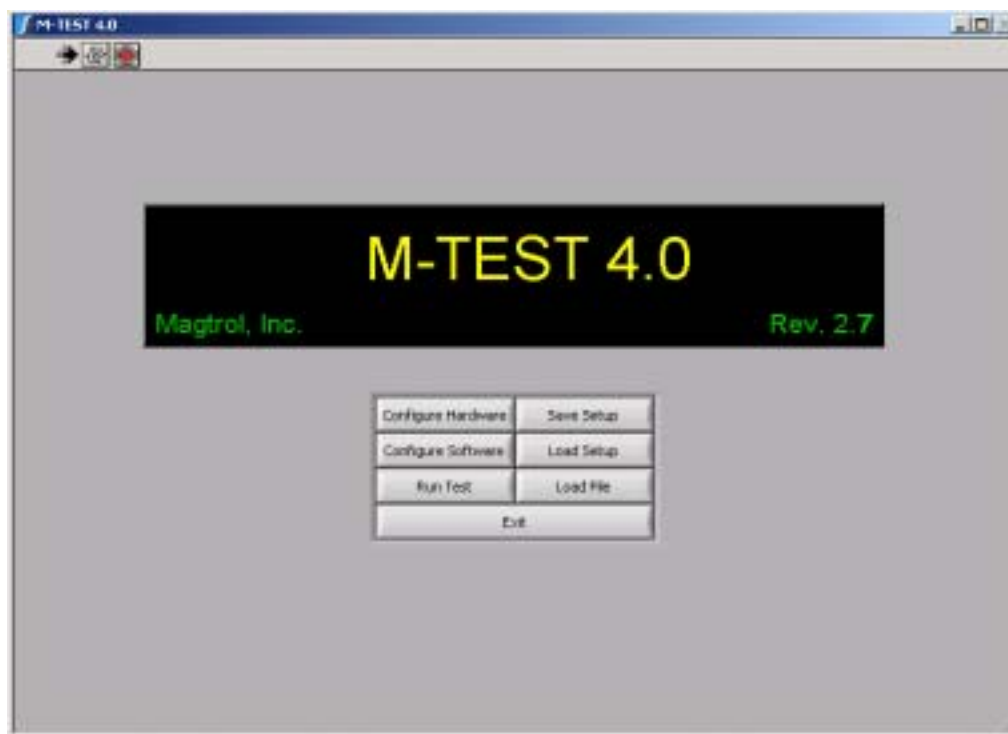 M-TEST 4.0
M-TEST 4.0
Magtrol, Inc.
Rev. 2.7
Configure Hardware
Save Setup
Configure Software
Load Setup
Run Test
Load File
Exit